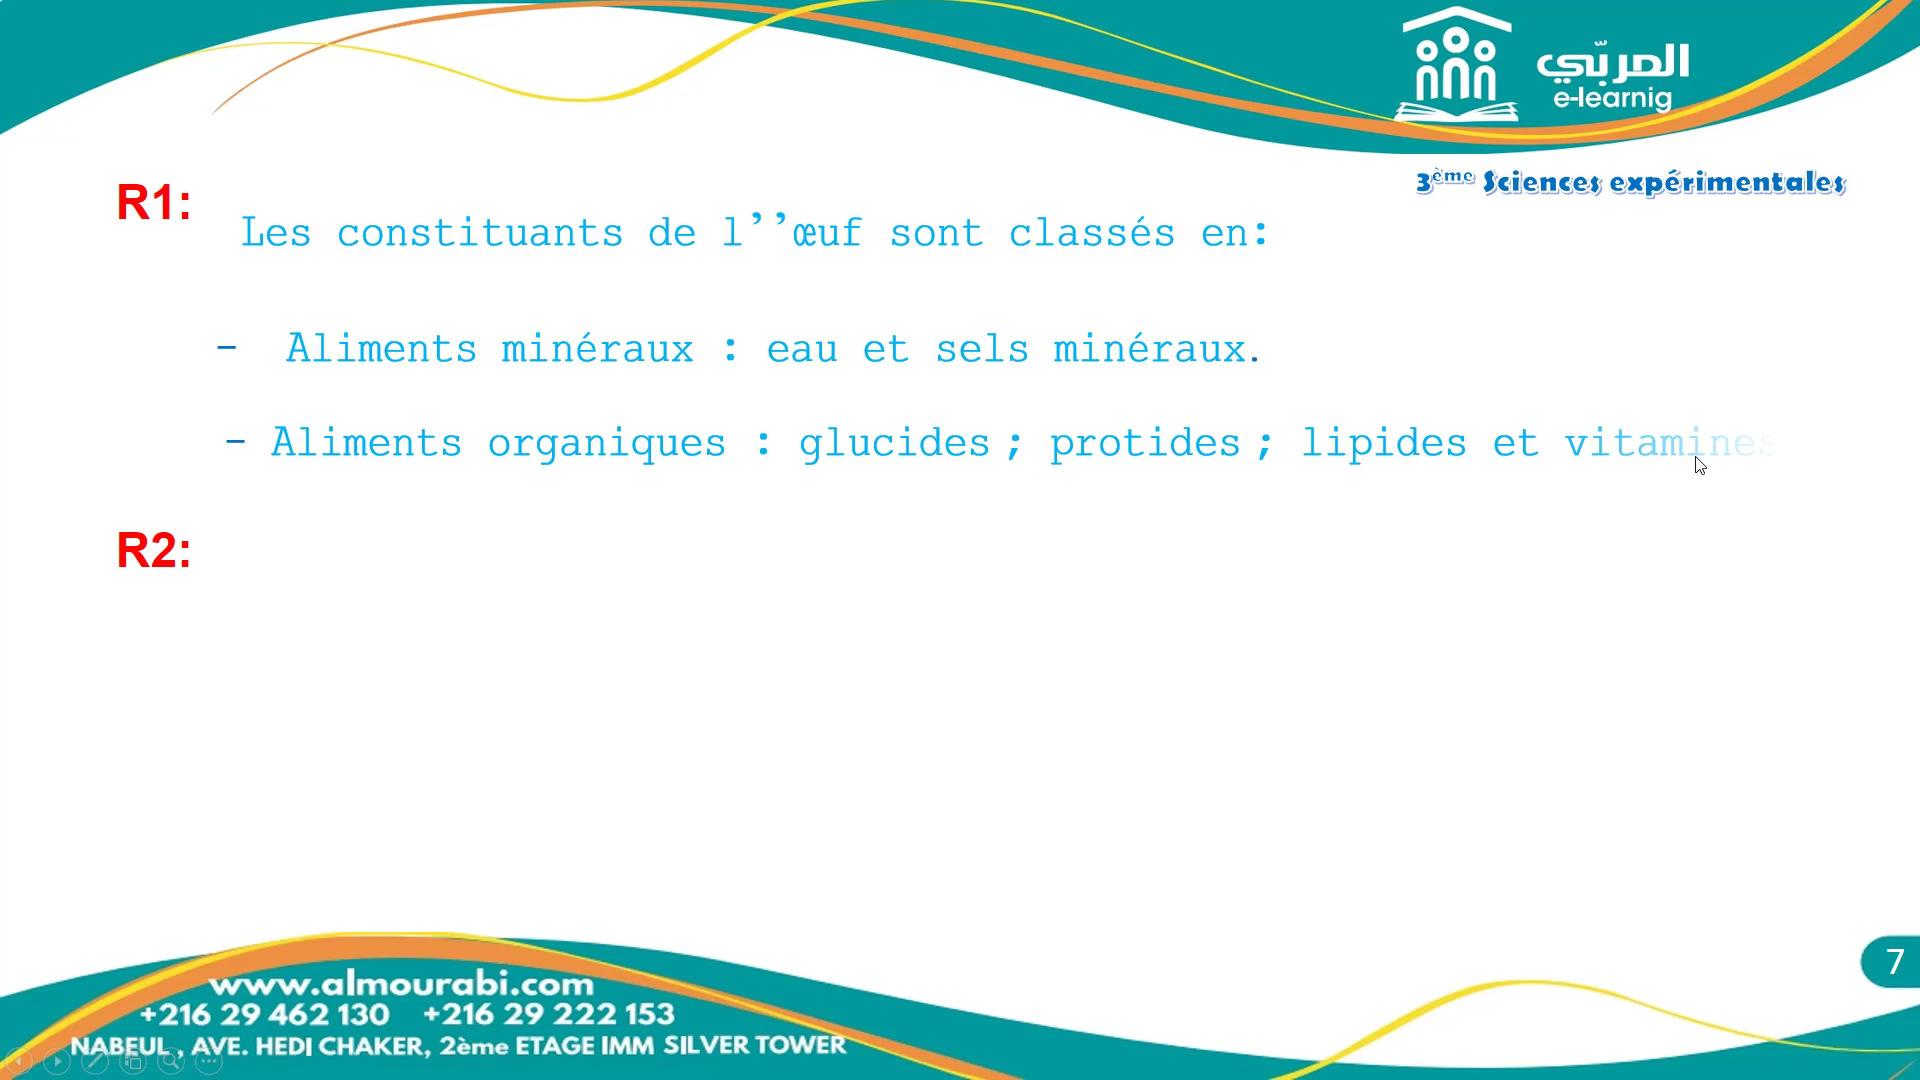 المربّي
e-learnig
3ème Sciences expérimentales
R1:
Les constituants de l’’œuf sont classés en:
- Aliments minéraux : eau et sels minéraux.
- Aliments organiques : glucides ; protides ; lipides et vitamines
R2:
7
www.almourabi.com
+216 29 462 130 +216 29 222 153
NABEUL , AVE. HEDI CHAKER, 2ème ETAGE IMM SILVER TOWER